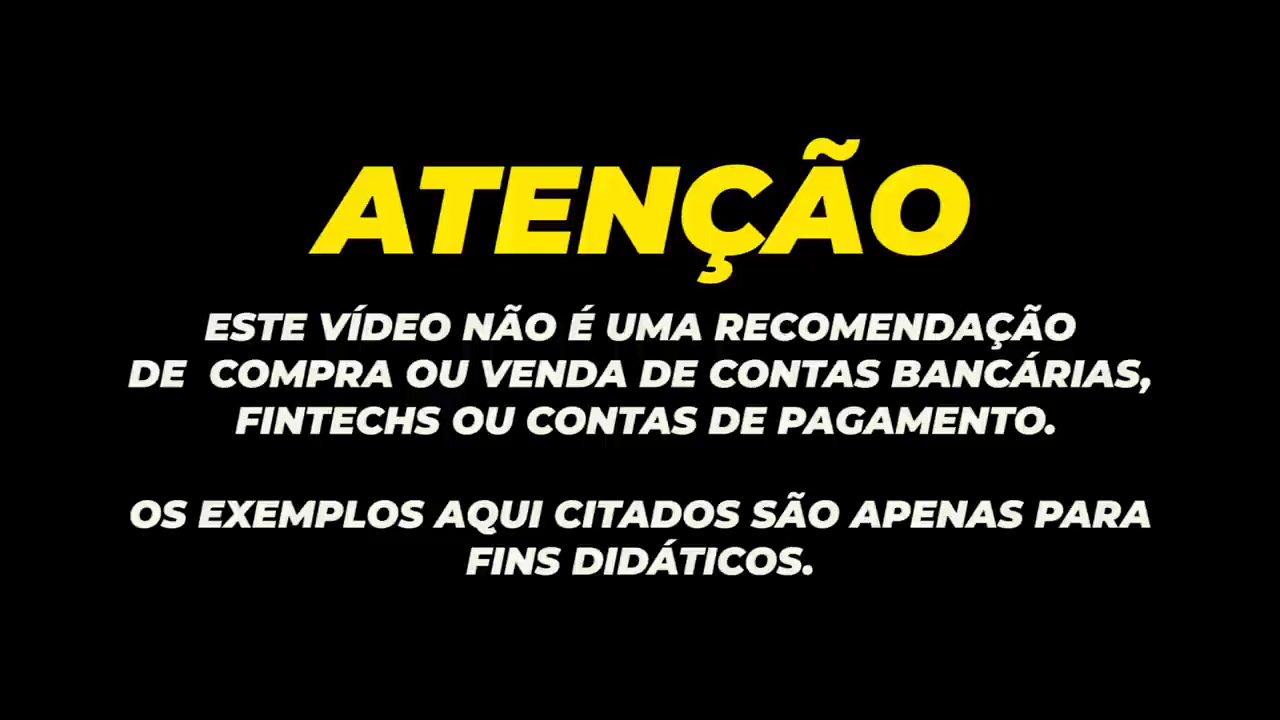 ATENÇÃO
ESTE VÍDEO NÃO É UMA RECOMENDAÇÃO
DE COMPRA OU VENDA DE CONTAS BANCÁRIAS,
FINTECHS OU CONTAS DE PAGAMENTO.
OS EXEMPLOS AQUI CITADOS SÃO APENAS PARA
FINS DIDÁTICOS.